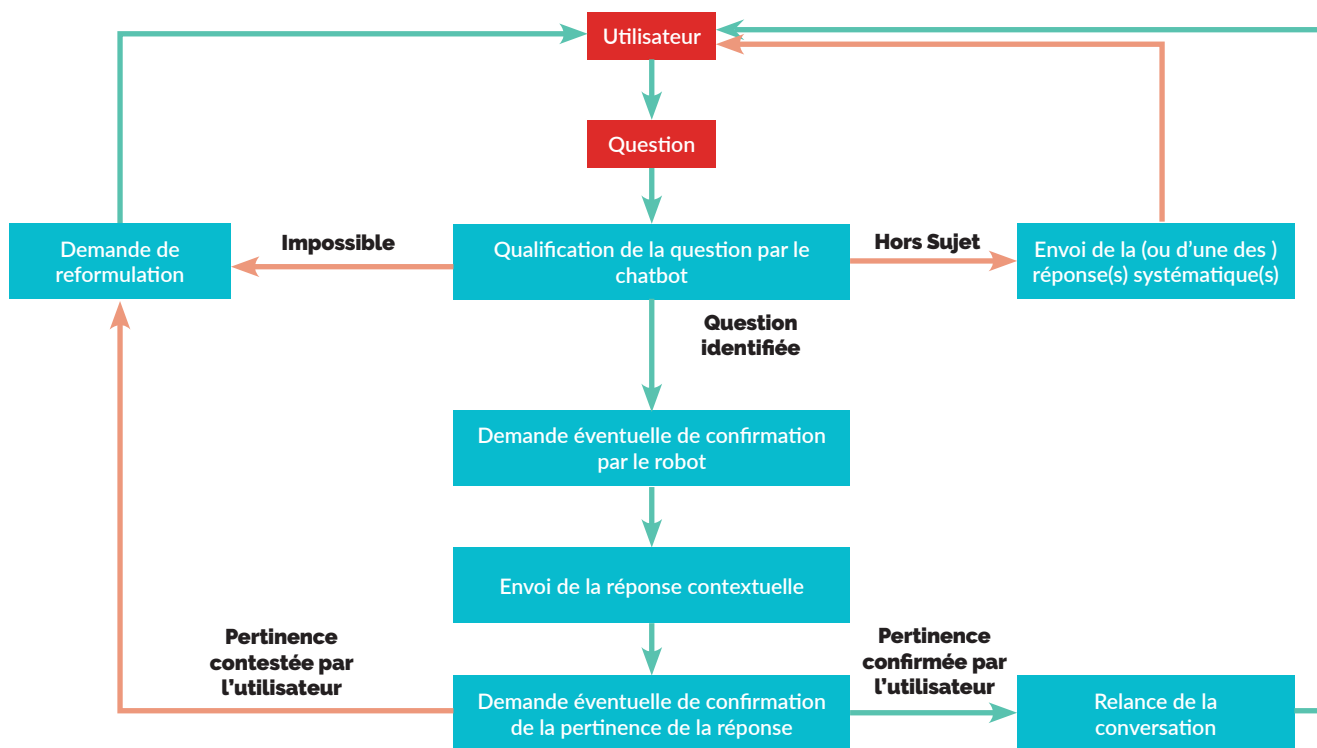 Utilisateur
Question
Demande de
reformulation
Impossible
Qualification de la question par le
chatbot
Hors Sujet
Envoi de la (ou d'une des )
réponse(s) systématique(s)
Question
identifiée
Demande éventuelle de confirmation
par le robot
Envoi de la réponse contextuelle
Pertinence
contestée par
l'utilisateur
Pertinence
confirmée par
l'utilisateur
Demande éventuelle de confirmation
de la pertinence de la réponse
Relance de la
conversation